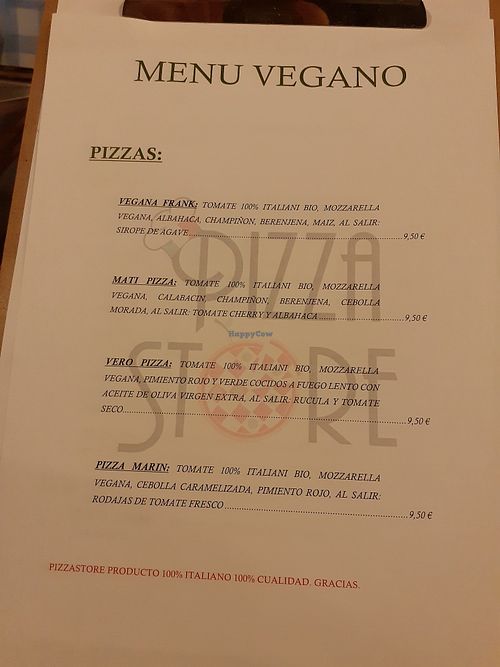 MENU VEGANO
PIZZAS:
VEGANA FRANK: TOMATE 100% ITALIANI BIO, MOZZARELLA
VEGANA, ALBAHACA, CHAMPIÑON, BERENJENA, MAIZ, AL SALIR:
SIROPE DE AGAVE........................................................................9,50 €
MATI PIZZA: TOMATE 100% ITALIANI BIO, MOZZARELLA
VEGANA, CALABACIN, CHAMPIÑON, BERENJENA, CEBOLLA
MORADA, AL SALIR: TOMATE CHERRY Y ALBAHACA............................9,50 €
PIZZA
HappyCow
STORE
VERO PIZZA: TOMATE 100% ITALIANI BIO, MOZZARELLA
VEGANA, PIMIENTO ROJO Y VERDE COCIDOS A FUEGO LENTO CON
ACEITE DE OLIVA VIRGEN EXTRA, AL SALIR: RUCULA Y TOMATE
SECO..............................................................................................9,50 €
PIZZA MARIN: TOMATE 100% ITALIANI BIO, MOZZARELLA
VEGANA, CEBOLLA CARAMELIZADA, PIMIENTO ROJO, AL SALIR:
RODAJAS DE TOMATE FRESCO............................................................9,50 €
PIZZASTORE PRODUCTO 100% ITALIANO 100% CUALIDAD. GRACIAS.